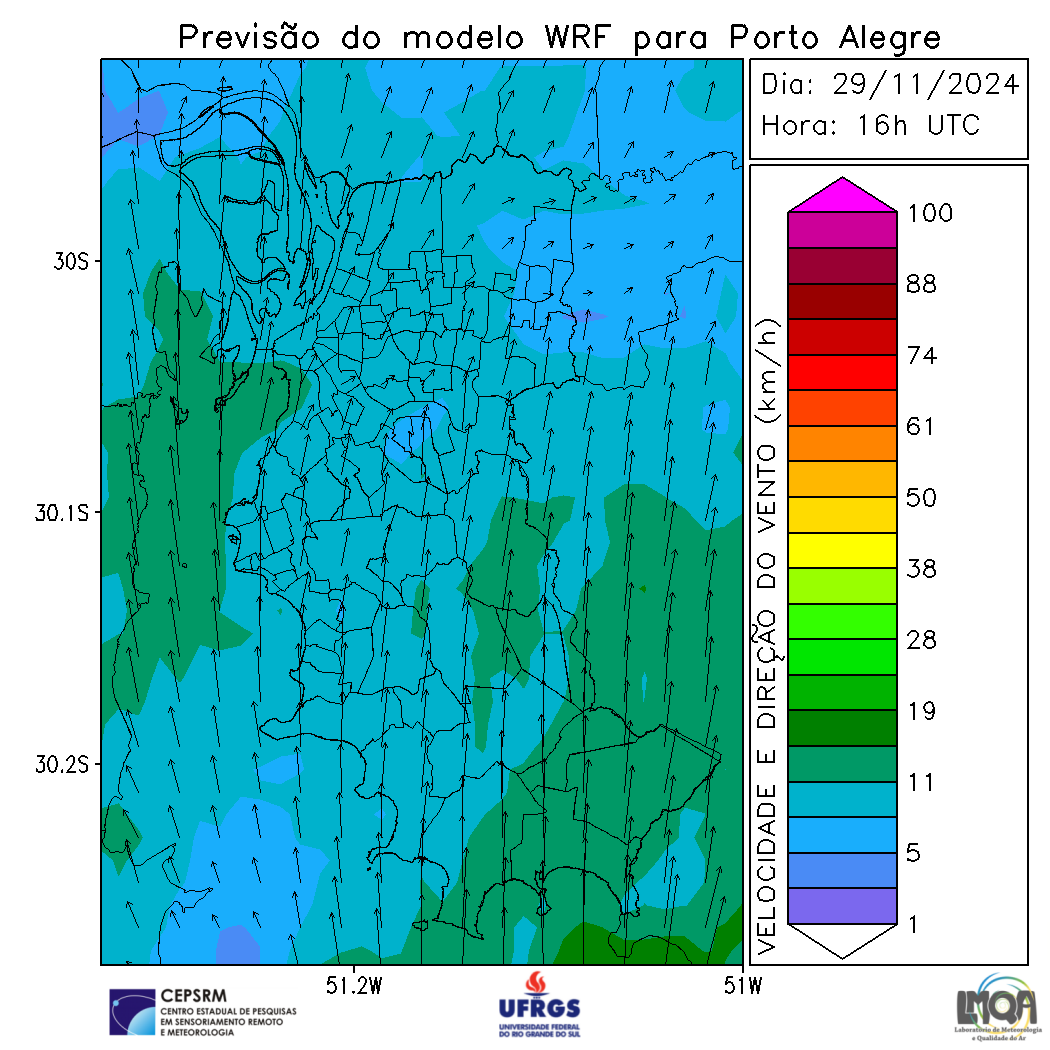 Previsão do modelo WRF para Porto Alegre
Dia: 29/11/2024
Hora: 16h UTC
30S
30.1S
30.2S
51.2W
51W
VELOCIDADE E DIREÇÃO DO VENTO (km/h)
100
88
74
61
50
38
28
19
11
5
1
CEPSRM
CENTRO ESTADUAL DE PESQUISAS
EM SENSORIAMENTO REMOTO
E METEOROLOGIA
UFRGS
UNIVERSIDADE FEDERAL
DO RIO GRANDE DO SUL
LMQA
Laboratório de Meteorologia
e Qualidade do Ar